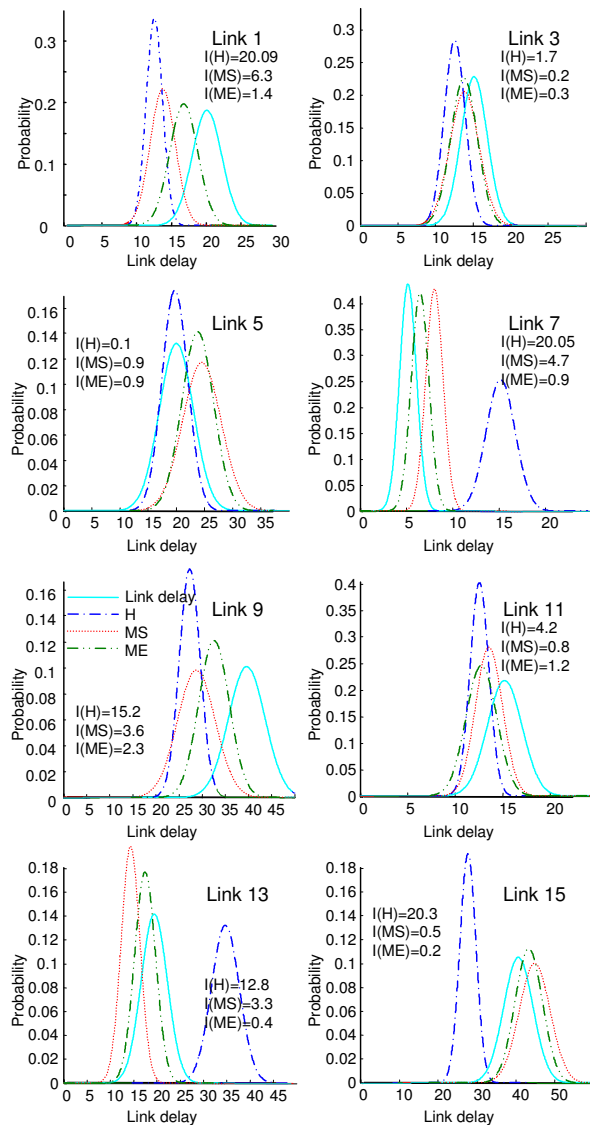 Link 1
I(H)=20.09
I(MS)=6.3
I(ME)=1.4
Probability
0.3
0.2
0.1
0
0 5 10 15 20 25 30
Link delay
Link 3
I(H)=1.7
I(MS)=0.2
I(ME)=0.3
Probability
0.3
0.25
0.2
0.15
0.1
0.05
0
0 5 10 15 20 25
Link delay
Link 5
I(H)=0.1
I(MS)=0.9
I(ME)=0.9
Probability
0.16
0.14
0.12
0.1
0.08
0.06
0.04
0.02
0
0 5 10 15 20 25 30 35
Link delay
Link 7
I(H)=20.05
I(MS)=4.7
I(ME)=0.9
Probability
0.4
0.35
0.3
0.25
0.2
0.15
0.1
0.05
0
0 5 10 15 20
Link delay
Link 9
Link delay
H
MS
ME
I(H)=15.2
I(MS)=3.6
I(ME)=2.3
Probability
0.16
0.14
0.12
0.1
0.08
0.06
0.04
0.02
0
0 5 10 15 20 25 30 35 40 45
Link delay
Link 11
I(H)=4.2
I(MS)=0.8
I(ME)=1.2
Probability
0.4
0.35
0.3
0.25
0.2
0.15
0.1
0.05
0
0 5 10 15 20
Link delay
Link 13
I(H)=12.8
I(MS)=3.3
I(ME)=0.4
Probability
0.18
0.16
0.14
0.12
0.1
0.08
0.06
0.04
0.02
0
0 5 10 15 20 25 30 35 40 45
Link delay
Link 15
I(H)=20.3
I(MS)=0.5
I(ME)=0.2
Probability
0.18
0.16
0.14
0.12
0.1
0.08
0.06
0.04
0.02
0
0 10 20 30 40 50
Link delay